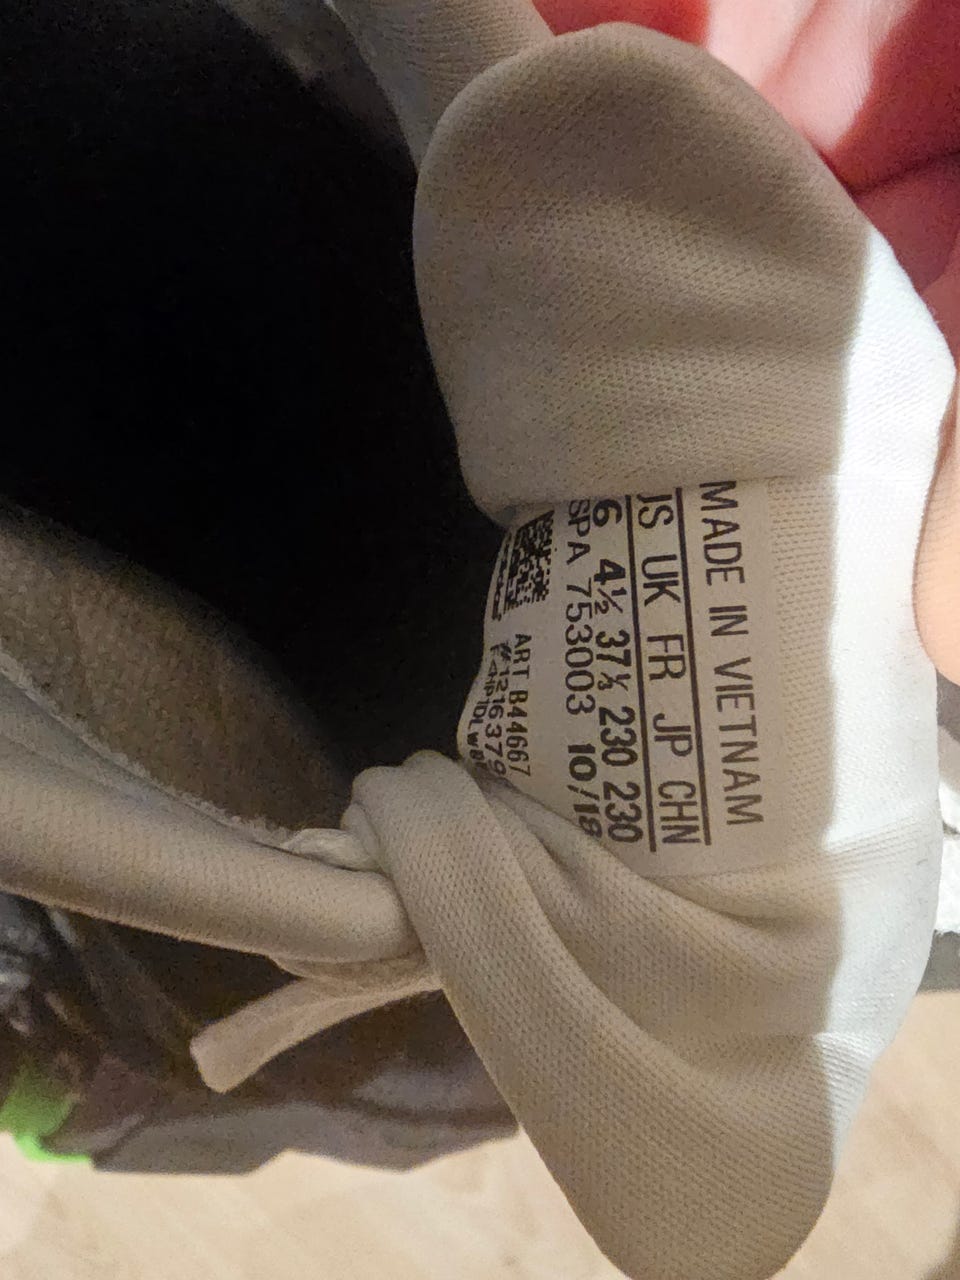 MADE IN VIETNAM
US UK FR JP CHN
6 4½ 37⅓ 230 230
SPA 753003 10/18
ART B44667
#1216379